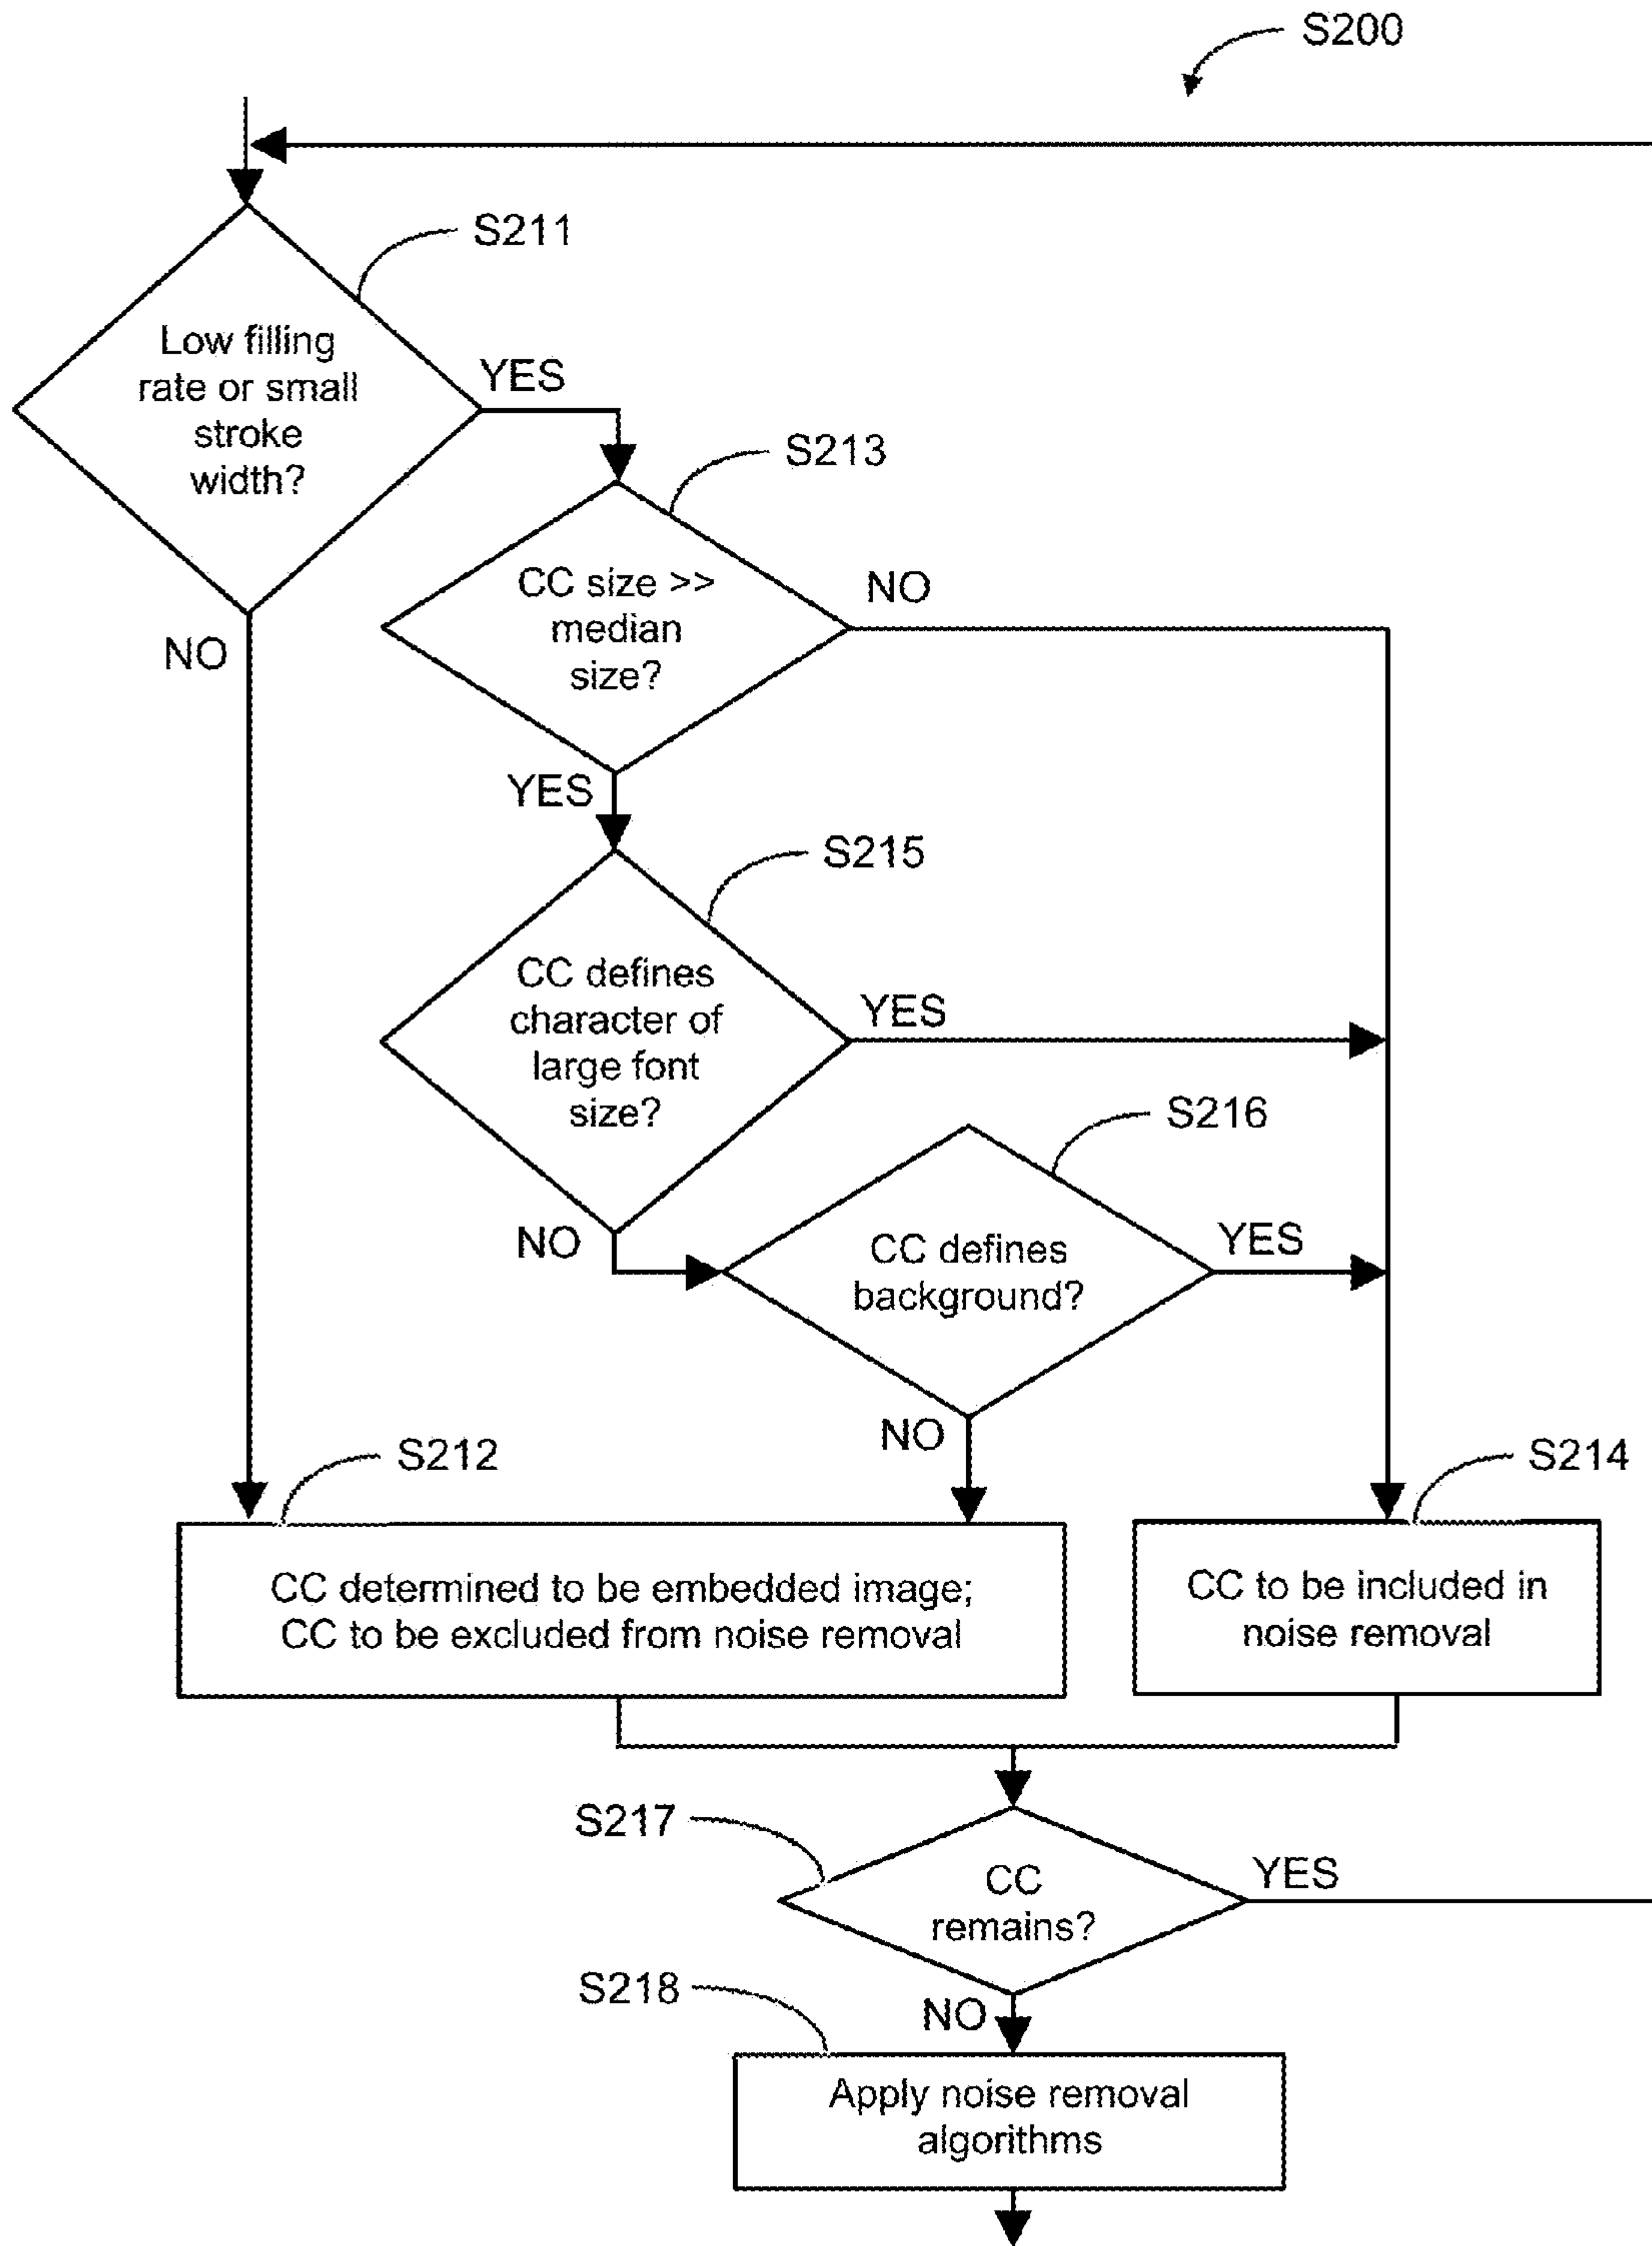 S200
S211
Low filling
rate or small
stroke
width?
YES
NO
S213
CC size >>
median
size?
NO
YES
S215
CC defines
character of
large font
size?
YES
NO
S216
CC defines
background?
YES
NO
S212
CC determined to be embedded image;
CC to be excluded from noise removal
S214
CC to be included in
noise removal
S217
CC
remains?
YES
NO
S218
Apply noise removal
algorithms